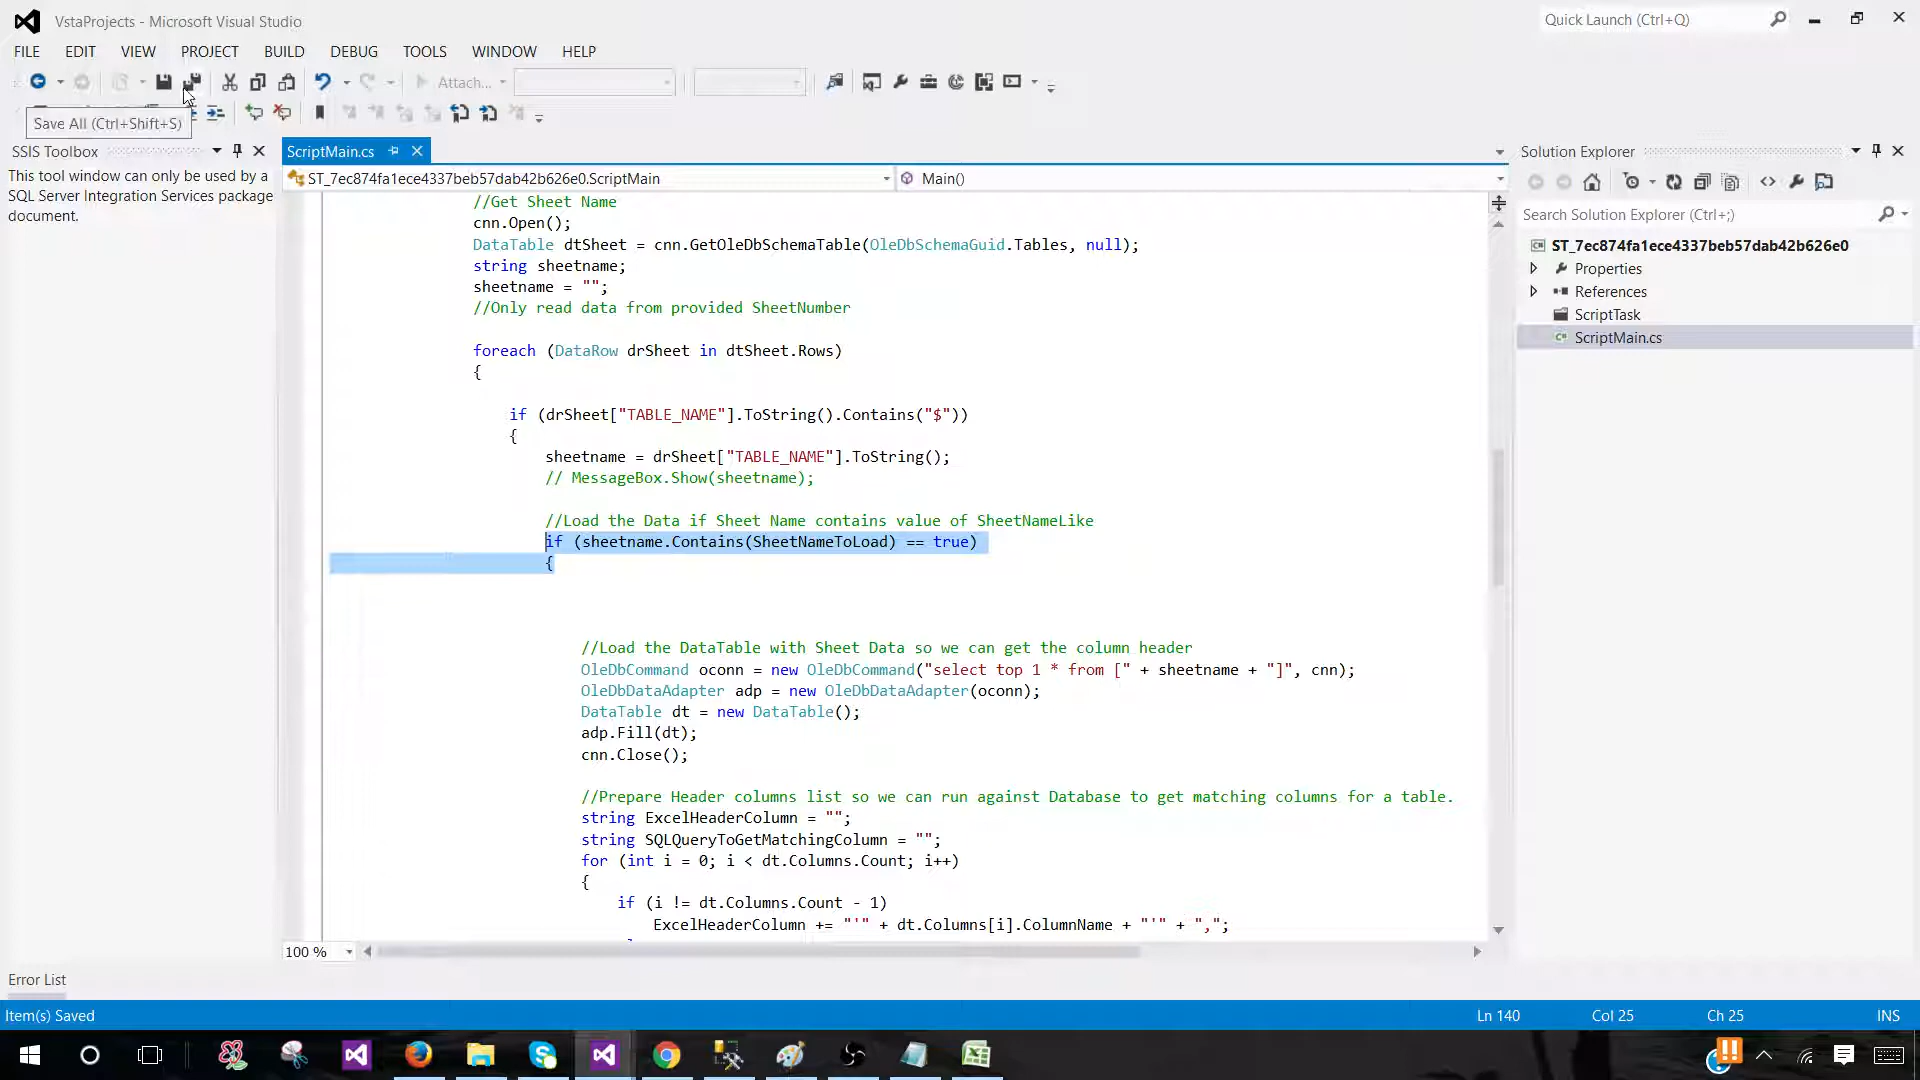 VstaProjects - Microsoft Visual Studio
Quick Launch (Ctrl+Q)
FILE EDIT VIEW PROJECT BUILD DEBUG TOOLS WINDOW HELP
Attach...
Save All (Ctrl+Shift+S)
SSIS Toolbox
This tool window can only be used by a
SQL Server Integration Services package
document.
ScriptMain.cs
ST_7ec874fa1ece4337beb57dab42b626e0.ScriptMain
Main()
//Get Sheet Name
cnn.Open();
DataTable dtSheet = cnn.GetOleDbSchemaTable(OleDbSchemaGuid.Tables, null);
string sheetname;
sheetname = "";
//Only read data from provided SheetNumber
foreach (DataRow drSheet in dtSheet.Rows)
{
if (drSheet["TABLE_NAME"].ToString().Contains("$"))
{
sheetname = drSheet["TABLE_NAME"].ToString();
// MessageBox.Show(sheetname);
//Load the Data if Sheet Name contains value of SheetNameLike
if (sheetname.Contains(SheetNameToLoad) == true)
{
//Load the DataTable with Sheet Data so we can get the column header
OleDbCommand oconn = new OleDbCommand("select top 1 * from [" + sheetname + "]", cnn);
OleDbDataAdapter adp = new OleDbDataAdapter(oconn);
DataTable dt = new DataTable();
adp.Fill(dt);
cnn.Close();
//Prepare Header columns list so we can run against Database to get matching columns for a table.
string ExcelHeaderColumn = "";
string SQLQueryToGetMatchingColumn = "";
for (int i = 0; i < dt.Columns.Count; i++)
{
if (i != dt.Columns.Count - 1)
ExcelHeaderColumn += "'" + dt.Columns[i].ColumnName + "'" + ",";
100 %
Solution Explorer
Search Solution Explorer (Ctrl+;)
ST_7ec874fa1ece4337beb57dab42b626e0
Properties
References
ScriptTask
ScriptMain.cs
Error List
Item(s) Saved
Ln 140 Col 25 Ch 25 INS